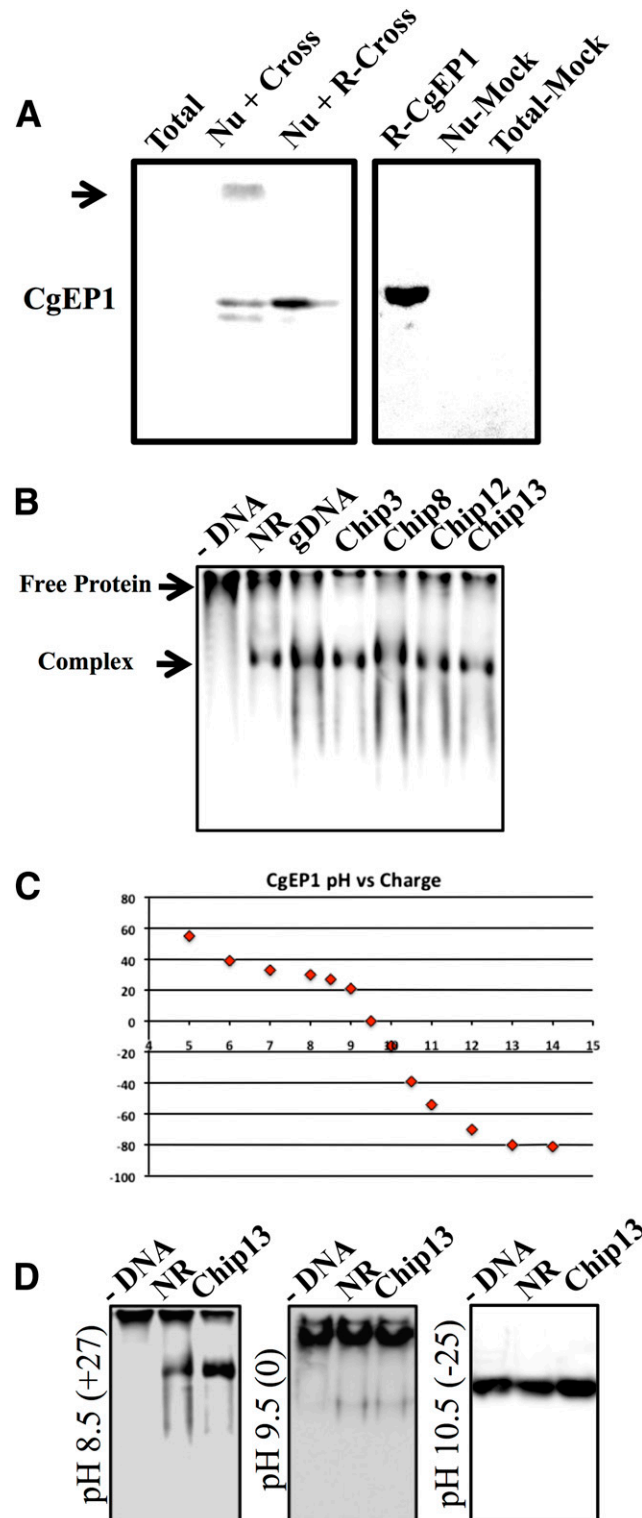 A
Total
Nu + Cross
Nu + R-Cross
R-CgEP1
Nu-Mock
Total-Mock
CgEP1
B
- DNA
NR
gDNA
Chip3
Chip8
Chip12
Chip13
Free Protein
Complex
C
CgEP1 pH vs Charge
80
60
40
20
0
-20
-40
-60
-80
-100
4 5 6 7 8 9 10 11 12 13 14 15
D
- DNA
NR
Chip13
- DNA
NR
Chip13
- DNA
NR
Chip13
pH 8.5 (+27)
pH 9.5 (0)
pH 10.5 (-25)